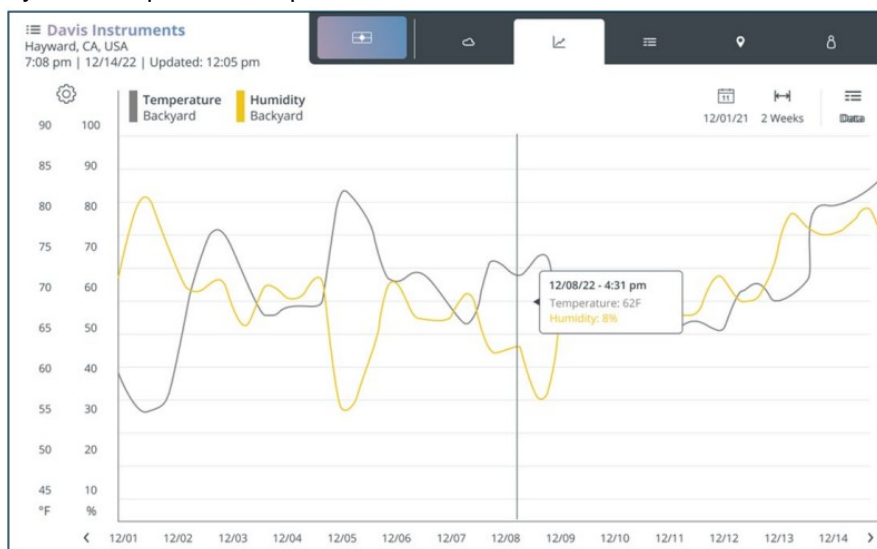 Davis Instruments
Hayward, CA, USA
7:08 pm | 12/14/22 | Updated: 12:05 pm
Temperature
Backyard
Humidity
Backyard
11
12/01/21
2 Weeks
Data
90 100
85 90
80 80
75 70
70 60
65 50
60 40
55 30
50 20
45 10
°F %
12/08/22 - 4:31 pm
Temperature: 62F
Humidity: 8%
12/01 12/02 12/03 12/04 12/05 12/06 12/07 12/08 12/09 12/10 12/11 12/12 12/13 12/14